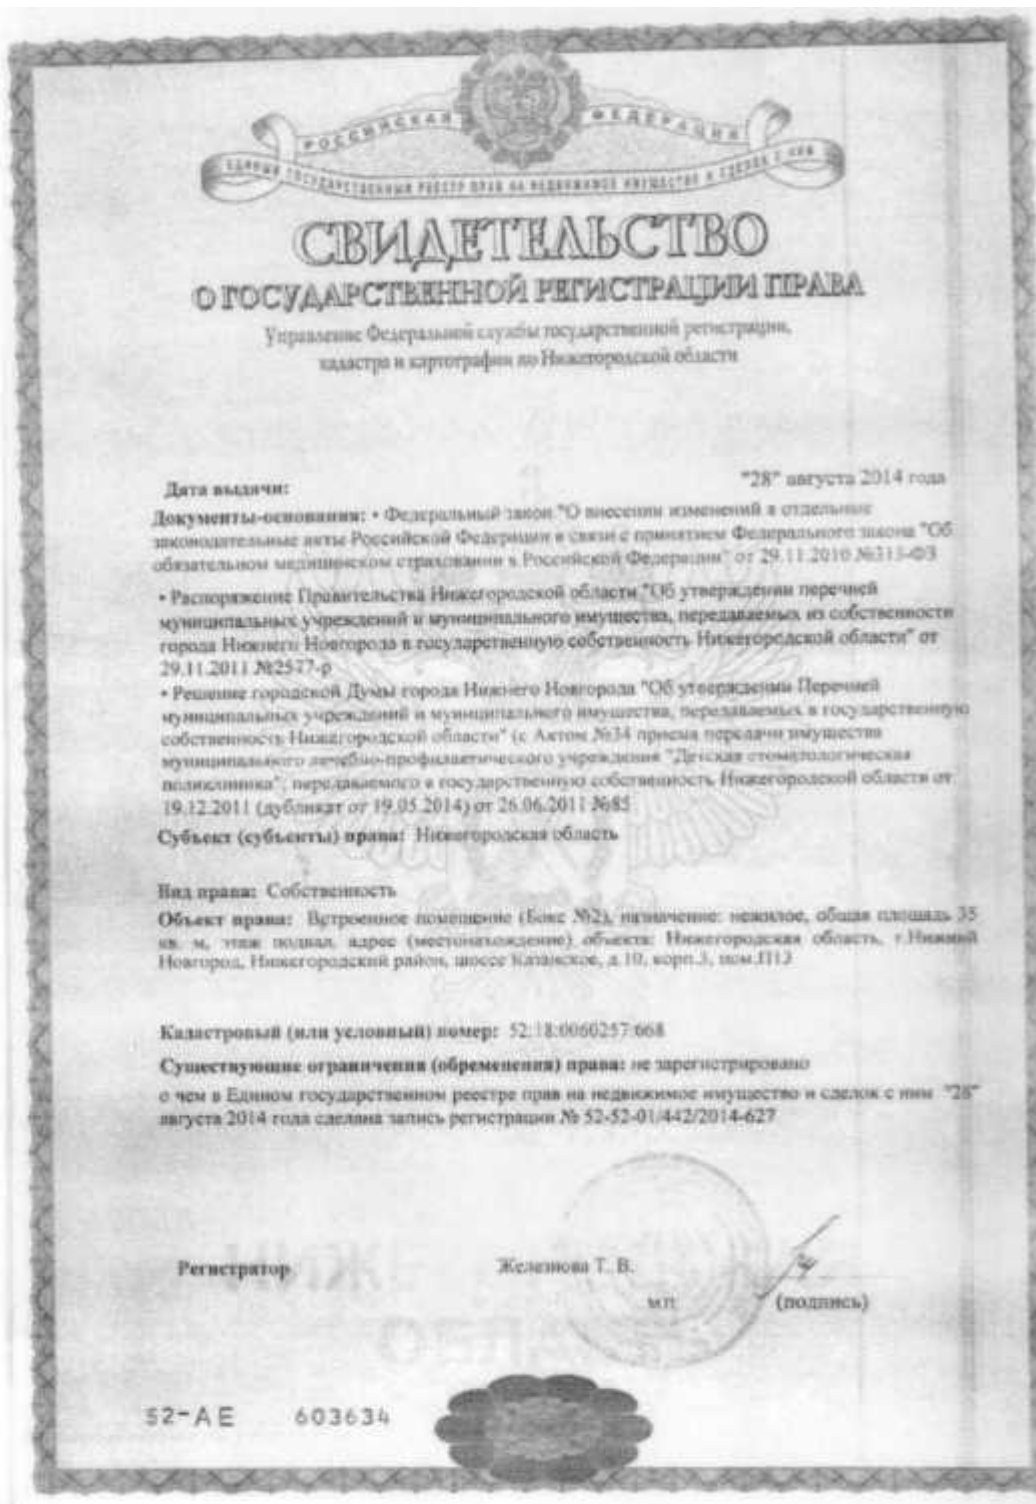 РОССИЙСКАЯ ФЕДЕРАЦИЯ
ЕДИНЫЙ ГОСУДАРСТВЕННЫЙ РЕЕСТР ПРАВ НА НЕДВИЖИМОЕ ИМУЩЕСТВО И СДЕЛОК С НИМ
СВИДЕТЕЛЬСТВО
О ГОСУДАРСТВЕННОЙ РЕГИСТРАЦИИ ПРАВА
Управление Федеральной службы государственной регистрации,
кадастра и картографии по Нижегородской области
Дата выдачи: "28" августа 2014 года
Документы-основания: • Федеральный закон "О внесении изменений в отдельные
законодательные акты Российской Федерации в связи с принятием Федерального закона "Об
обязательном медицинском страховании в Российской Федерации" от 29.11.2010 №313-ФЗ
• Распоряжение Правительства Нижегородской области "Об утверждении перечней
муниципальных учреждений и муниципального имущества, передаваемых из собственности
города Нижнего Новгорода в государственную собственность Нижегородской области" от
29.11.2011 №2577-р
• Решение городской Думы города Нижнего Новгорода "Об утверждении Перечней
муниципальных учреждений и муниципального имущества, передаваемых в государственную
собственность Нижегородской области" (с Актом №34 приема передачи имущества
муниципального лечебно-профилактического учреждения "Детская стоматологическая
поликлиника", передаваемого в государственную собственность Нижегородской области от
19.12.2011 (дубликат от 19.05.2014) от 26.06.2011 №85
Субъект (субъекты) права: Нижегородская область
Вид права: Собственность
Объект права: Встроенное помещение (Бокс №2), назначение: нежилое, общая площадь 35
кв. м, этаж подвал, адрес (местонахождение) объекта: Нижегородская область, г.Нижний
Новгород, Нижегородский район, шоссе Казанское, д.10, корп.3, пом.П13
Кадастровый (или условный) номер: 52:18:0060257:668
Существующие ограничения (обременения) права: не зарегистрировано
о чем в Едином государственном реестре прав на недвижимое имущество и сделок с ним "28"
августа 2014 года сделана запись регистрации № 52-52-01/442/2014-627
Регистратор Железнова Т. В.
м.п. (подпись)
52-АЕ 603634